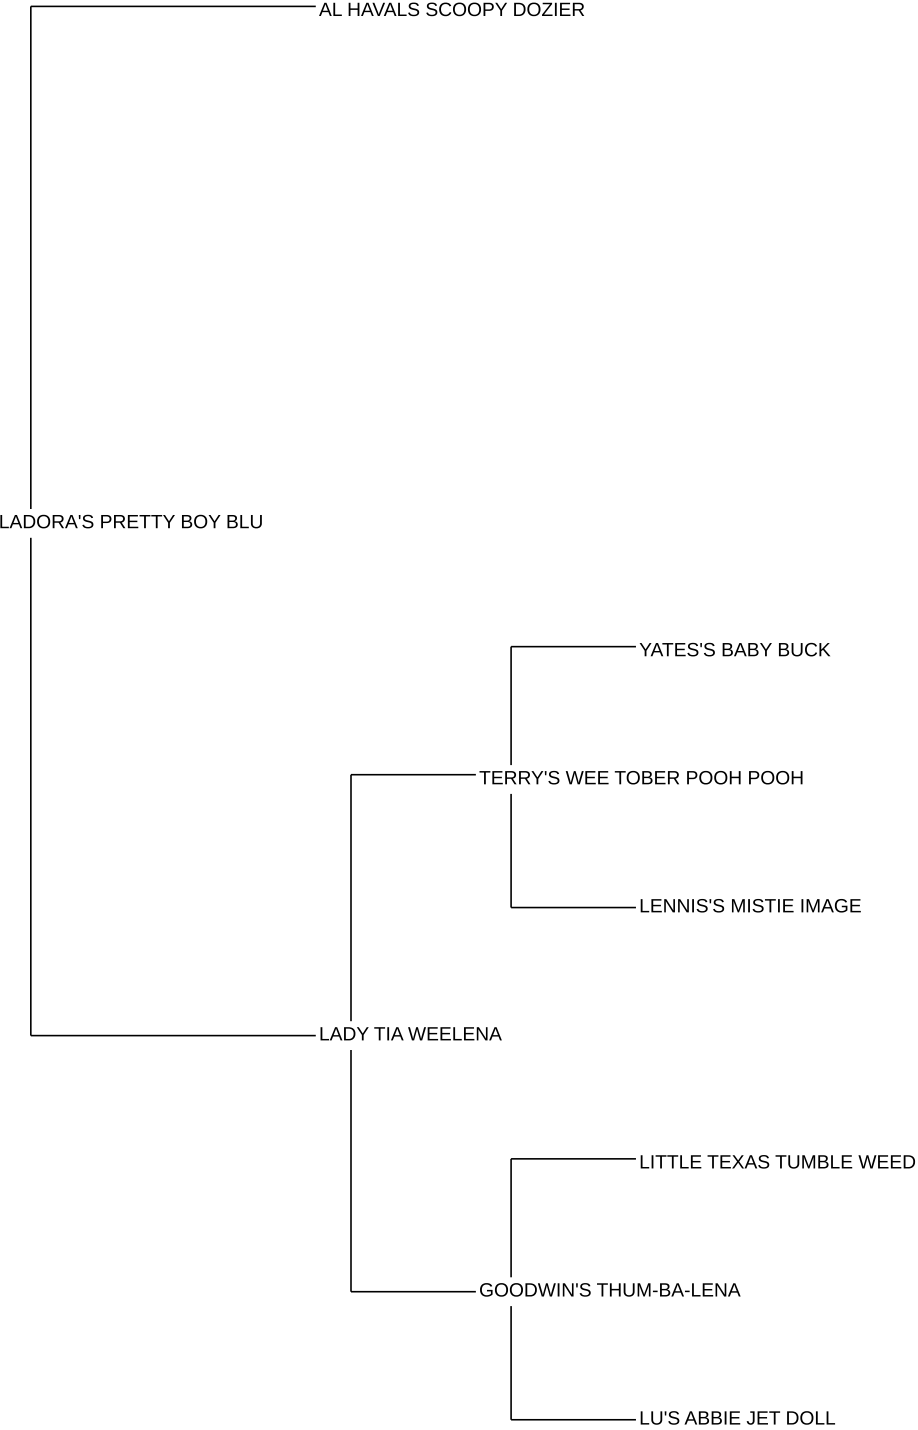 AL HAVALS SCOOPY DOZIER
LADORA'S PRETTY BOY BLU
YATES'S BABY BUCK
TERRY'S WEE TOBER POOH POOH
LENNIS'S MISTIE IMAGE
LADY TIA WEELENA
LITTLE TEXAS TUMBLE WEED
GOODWIN'S THUM-BA-LENA
LU'S ABBIE JET DOLL